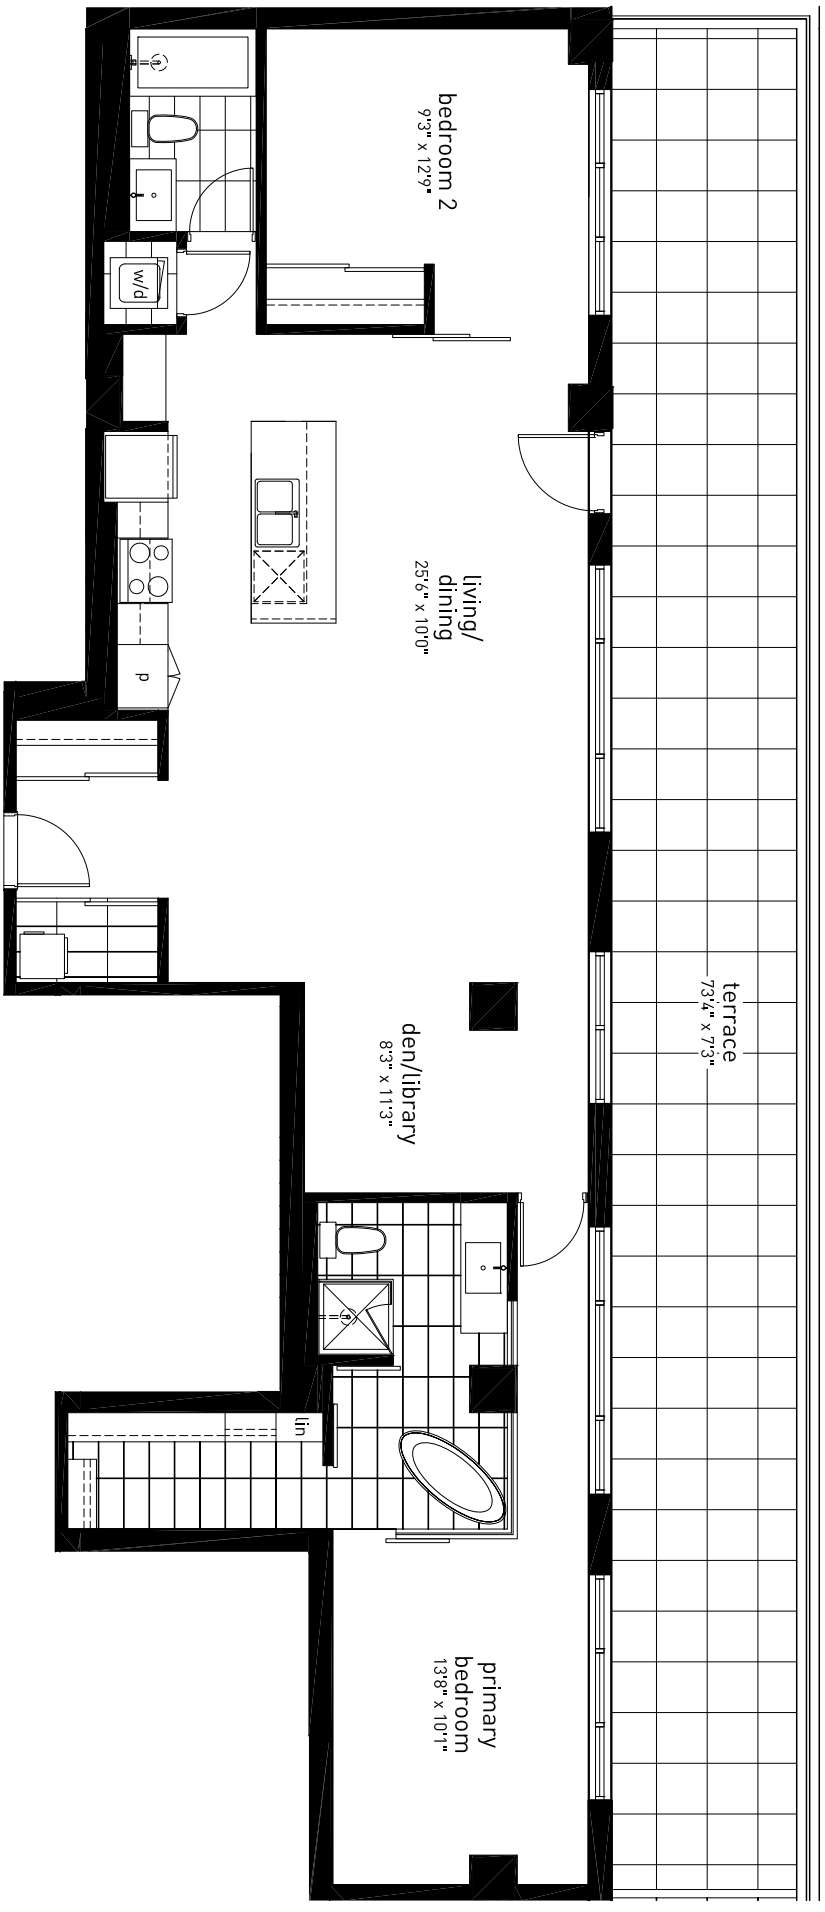 bedroom 2
9'3" x 12'9"
w/d
living/
dining
25'6" x 10'0"
p
terrace
73'4" x 7'3"
den/library
8'3" x 11'3"
lin
primary
bedroom
13'8" x 10'1"